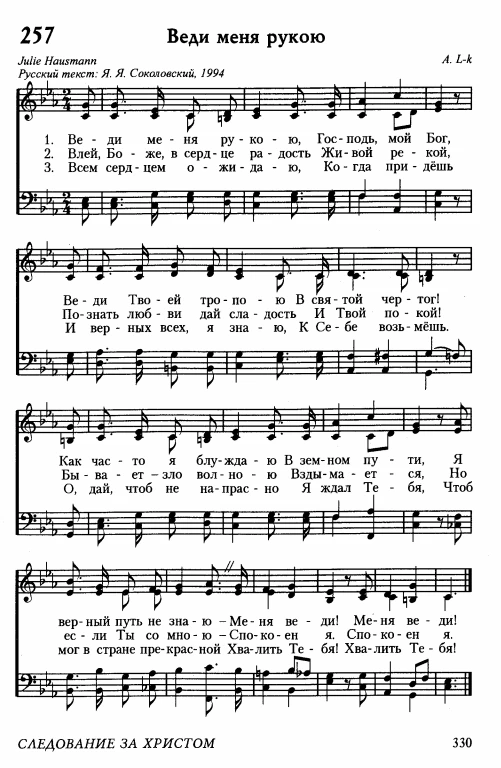 257
Веди меня рукою
Julie Hausmann
A. L-k
Русский текст: Я. Я. Соколовский, 1994
1. Ве - ди ме - ня ру - ко - ю, Гос - подь, мой Бог,
2. Влей, Бо - же, в серд - це ра - дость Жи - вой ре - кой,
3. Всем серд - цем о - жи - да - ю, Ко - гда при - дёшь
Ве - ди Тво - ей тро - по - ю В свя - той чер - тог!
По - знать люб - ви дай сла - дость И Твой по - кой!
И вер - ных всех, я зна - ю, К Се - бе возь - мёшь.
Как час - то я блу - жда - ю В зем - ном пу - ти, Я
Бы - ва - ет – зло вол - но - ю Взды - ма - ет - ся, Но
О, дай, чтоб не на - прас - но Я ждал Те - бя, Чтоб
вер - ный путь не зна - ю – Ме - ня ве - ди! Ме - ня ве - ди!
ес - ли Ты со мно - ю – Спо - ко - ен я. Спо - ко - ен я.
мог в стране пре - крас - ной Хва - лить Те - бя! Хва - лить Те - бя!
СЛЕДОВАНИЕ ЗА ХРИСТОМ
330